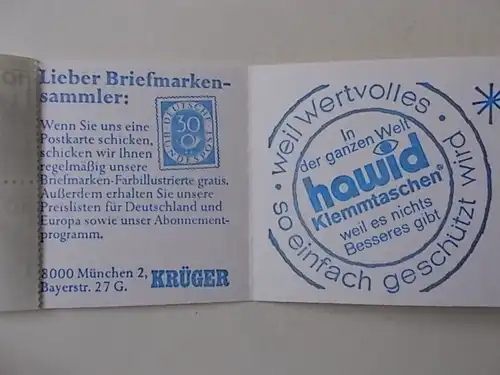 Lieber Briefmarken-
sammler:
Wenn Sie uns eine
Postkarte schicken,
schicken wir Ihnen
regelmäßig unsere
Briefmarken-Farbillustrierte gratis.
Außerdem erhalten Sie unsere
Preislisten für Deutschland und
Europa sowie unser Abonnement-
programm.
8000 München 2,
Bayerstr. 27 G.
KRÜGER
DEUTSCHE
BUNDESPOST
30
weil Wertvolles · wird
so einfach geschützt
In
der ganzen Welt
hawid
Klemmtaschen®
weil es nichts
Besseres gibt